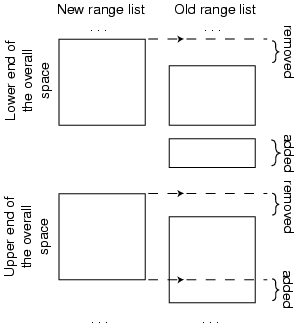 New range list
Old range list
. . .
. . .
Lower end of
the overall
space
removed
added
Upper end of
the overall
space
removed
added
. . .
. . .